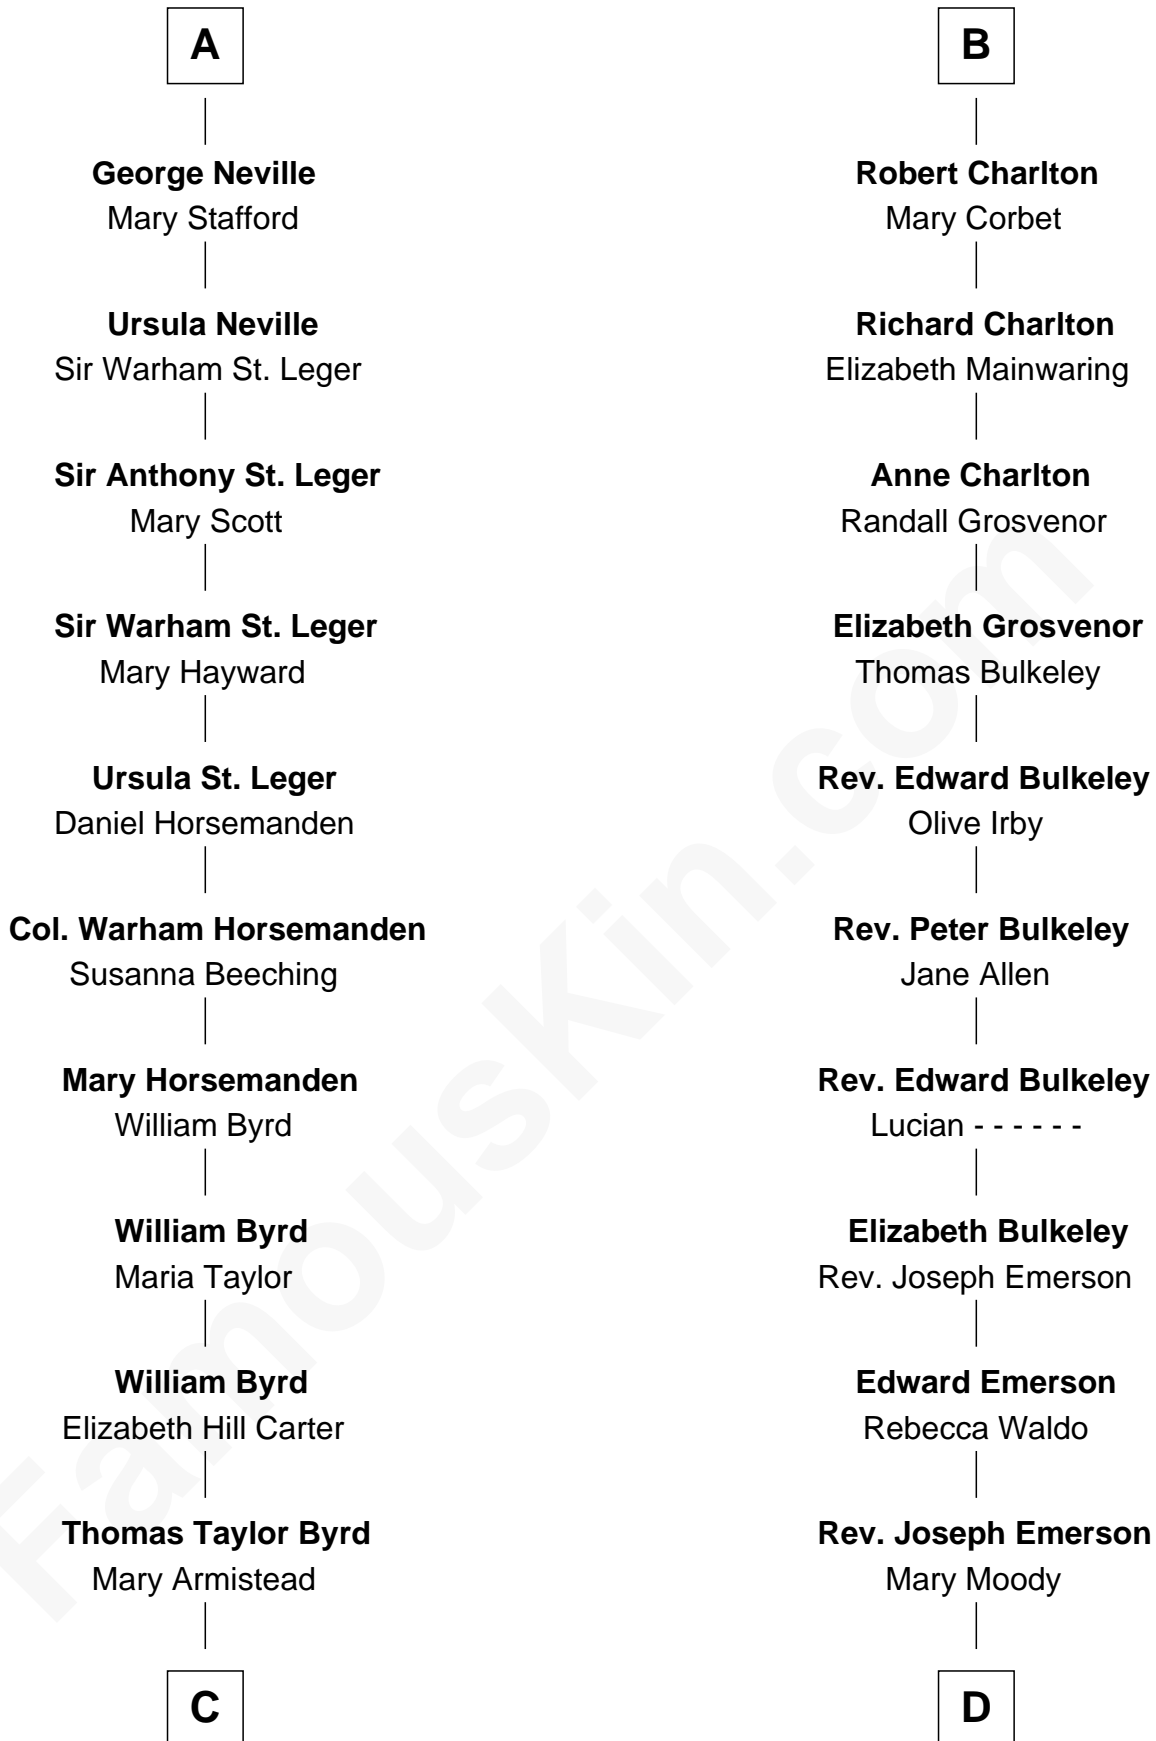 A
George Neville
Mary Stafford
Ursula Neville
Sir Warham St. Leger
Sir Anthony St. Leger
Mary Scott
Sir Warham St. Leger
Mary Hayward
Ursula St. Leger
Daniel Horsemanden
Col. Warham Horsemanden
Susanna Beeching
Mary Horsemanden
William Byrd
William Byrd
Maria Taylor
William Byrd
Elizabeth Hill Carter
Thomas Taylor Byrd
Mary Armistead
C
B
Robert Charlton
Mary Corbet
Richard Charlton
Elizabeth Mainwaring
Anne Charlton
Randall Grosvenor
Elizabeth Grosvenor
Thomas Bulkeley
Rev. Edward Bulkeley
Olive Irby
Rev. Peter Bulkeley
Jane Allen
Rev. Edward Bulkeley
Lucian - - - - - -
Elizabeth Bulkeley
Rev. Joseph Emerson
Edward Emerson
Rebecca Waldo
Rev. Joseph Emerson
Mary Moody
D
FamousKin.com